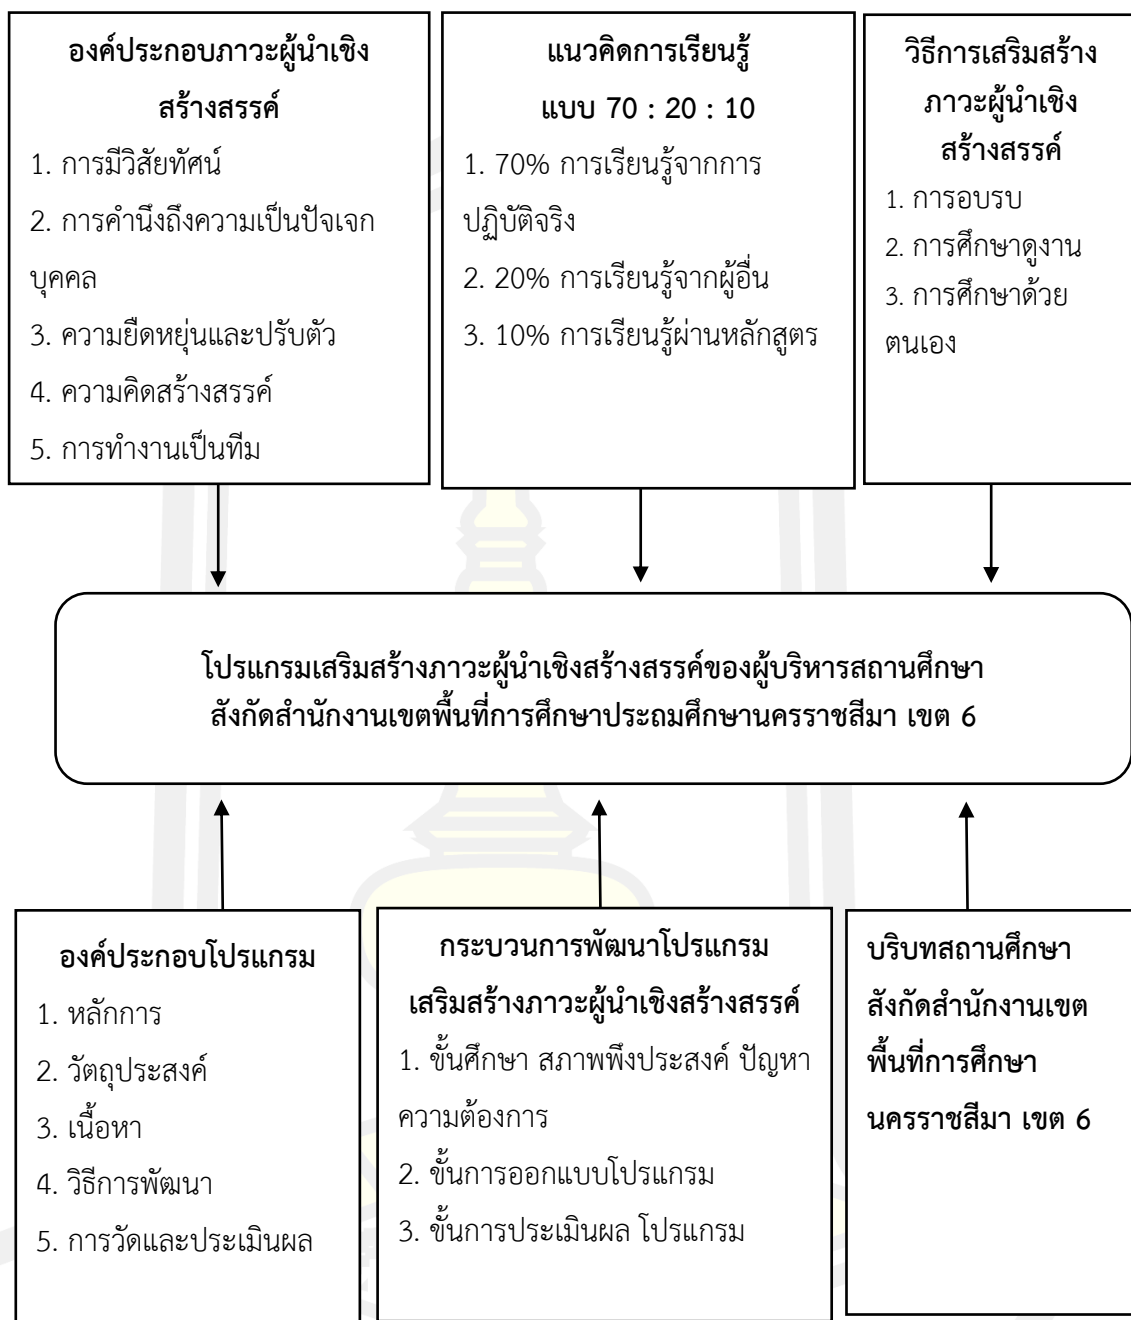 องค์ประกอบภาวะผู้นำเชิง
สร้างสรรค์
1. การมีวิสัยทัศน์
2. การคำนึงถึงความเป็นปัจเจก
บุคคล
3. ความยืดหยุ่นและปรับตัว
4. ความคิดสร้างสรรค์
5. การทำงานเป็นทีม
แนวคิดการเรียนรู้
แบบ 70 : 20 : 10
1. 70% การเรียนรู้จากการ
ปฏิบัติจริง
2. 20% การเรียนรู้จากผู้อื่น
3. 10% การเรียนรู้ผ่านหลักสูตร
วิธีการเสริมสร้าง
ภาวะผู้นำเชิง
สร้างสรรค์
1. การอบรบ
2. การศึกษาดูงาน
3. การศึกษาด้วย
ตนเอง
โปรแกรมเสริมสร้างภาวะผู้นำเชิงสร้างสรรค์ของผู้บริหารสถานศึกษา
สังกัดสำนักงานเขตพื้นที่การศึกษาประถมศึกษานครราชสีมา เขต 6
องค์ประกอบโปรแกรม
1. หลักการ
2. วัตถุประสงค์
3. เนื้อหา
4. วิธีการพัฒนา
5. การวัดและประเมินผล
กระบวนการพัฒนาโปรแกรม
เสริมสร้างภาวะผู้นำเชิงสร้างสรรค์
1. ขั้นศึกษา สภาพพึงประสงค์ ปัญหา
ความต้องการ
2. ขั้นการออกแบบโปรแกรม
3. ขั้นการประเมินผล โปรแกรม
บริบทสถานศึกษา
สังกัดสำนักงานเขต
พื้นที่การศึกษา
นครราชสีมา เขต 6